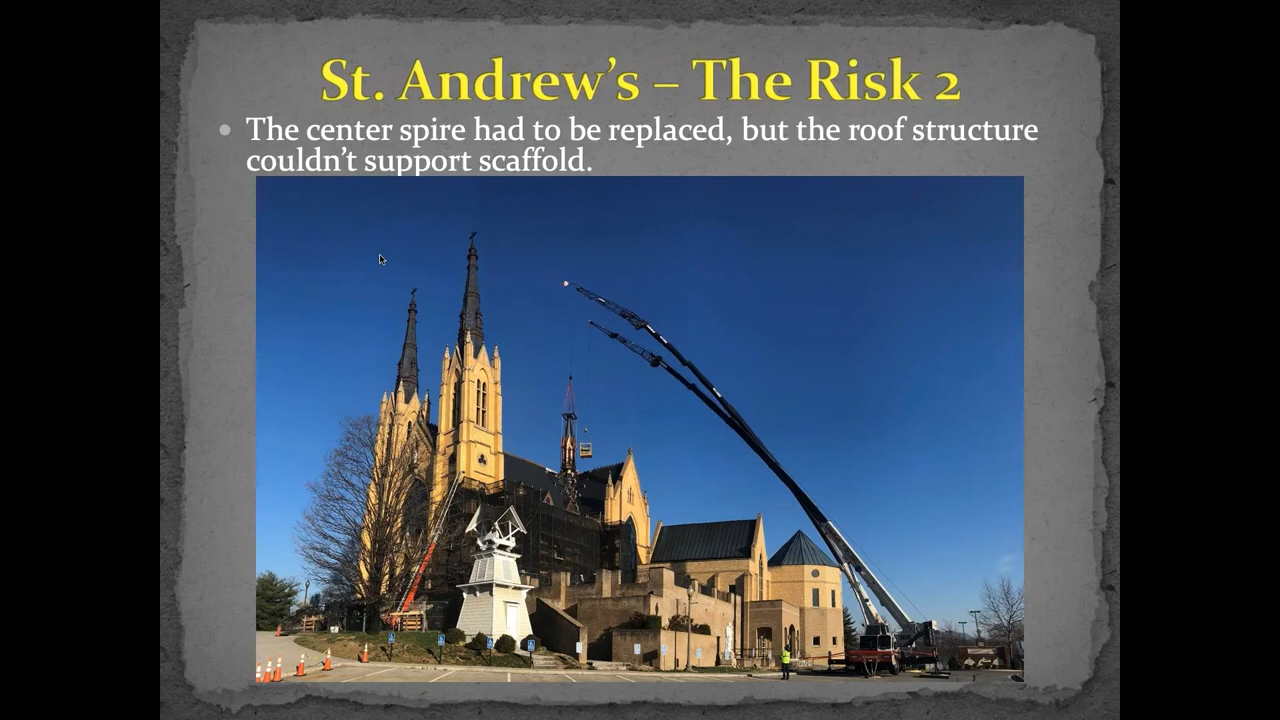 St. Andrew’s – The Risk 2
The center spire had to be replaced, but the roof structure
couldn’t support scaffold.